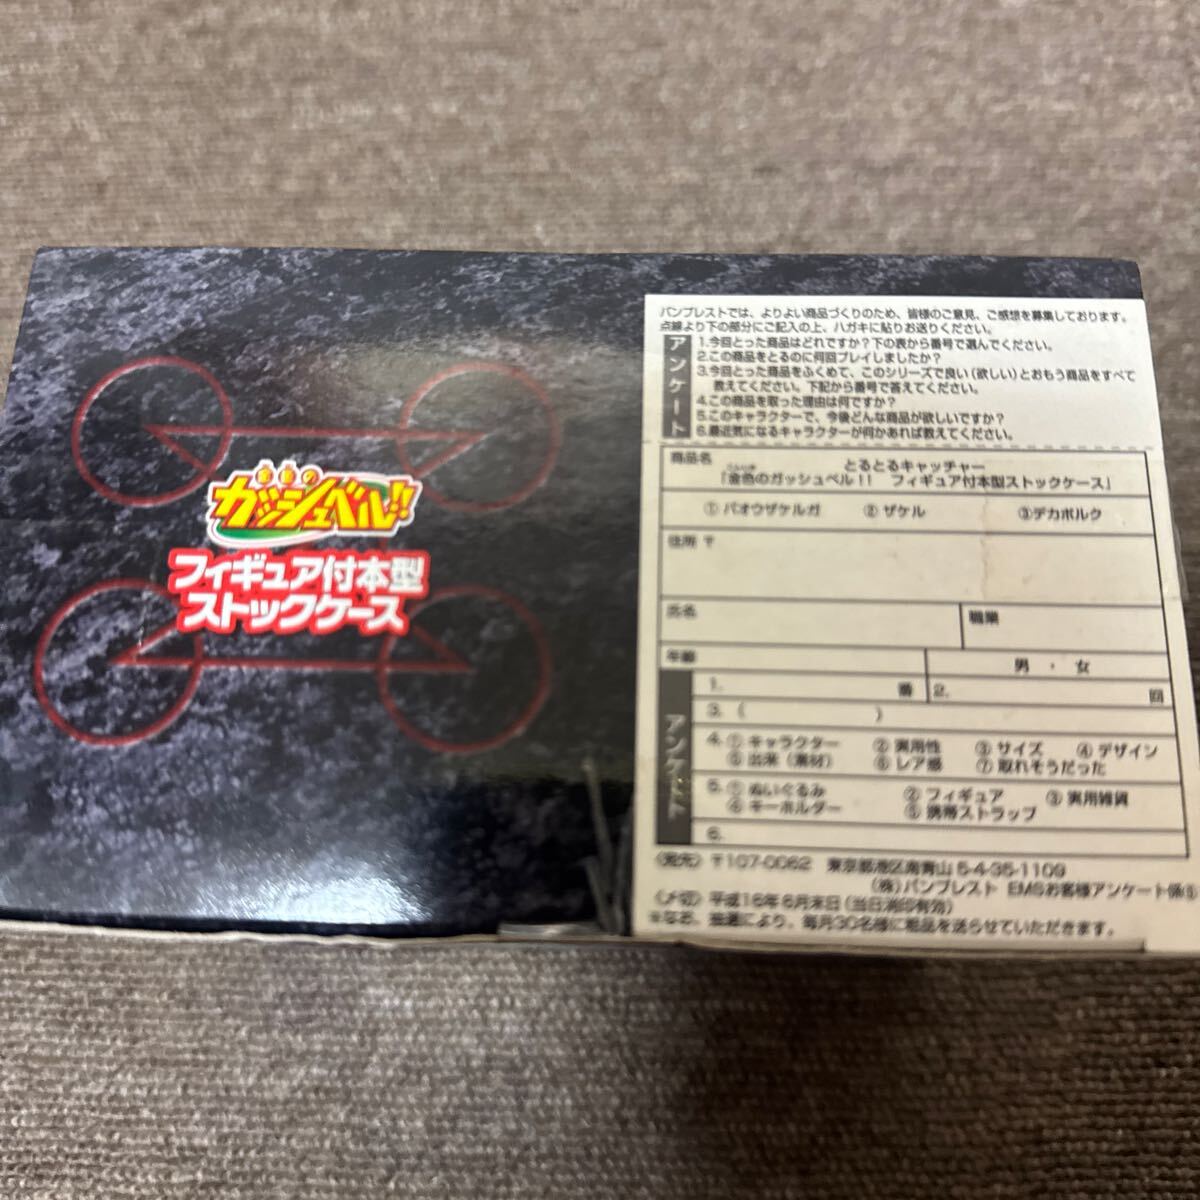 金色の
ガッシュベル!!
フィギュア付本型
ストックケース
バンプレストでは、よりよい商品づくりのため、皆様のご意見、ご感想を募集しております。
点線より下の部分にご記入の上、ハガキに貼りお送りください。
アンケート
1.今回とった商品はどれですか?下の表から番号で選んでください。
2.この商品をとるのに何回プレイしましたか?
3.今回とった商品をふくめて、このシリーズで良い(欲しい)とおもう商品をすべて
教えてください。下記から番号で答えてください。
4.この商品を取った理由は何ですか?
5.このキャラクターで、今後どんな商品が欲しいですか?
6.最近気になるキャラクターが何かあれば教えてください。
商品名
とるとるキャッチャー
「金色のガッシュベル!! フィギュア付本型ストックケース」
①バオウザケルガ ②ザケル ③デカポルク
住所 〒
氏名
職業
年齢
男・女
アンケート
1. 番
2. 回
3. ( )
4. ①キャラクター ②実用性 ③サイズ ④デザイン
⑤出来(素材) ⑥レア感 ⑦取れそうだった
5. ①ぬいぐるみ ②フィギュア ③実用雑貨
④キーホルダー ⑤携帯ストラップ
6.
〈宛先〉〒107-0062 東京都港区南青山5-4-35-1109
(株)バンプレスト EMSお客様アンケート係⑤
〈〆切〉平成16年6月末日(当日消印有効)
※なお、抽選により、毎月30名様に粗品を送らせていただきます。